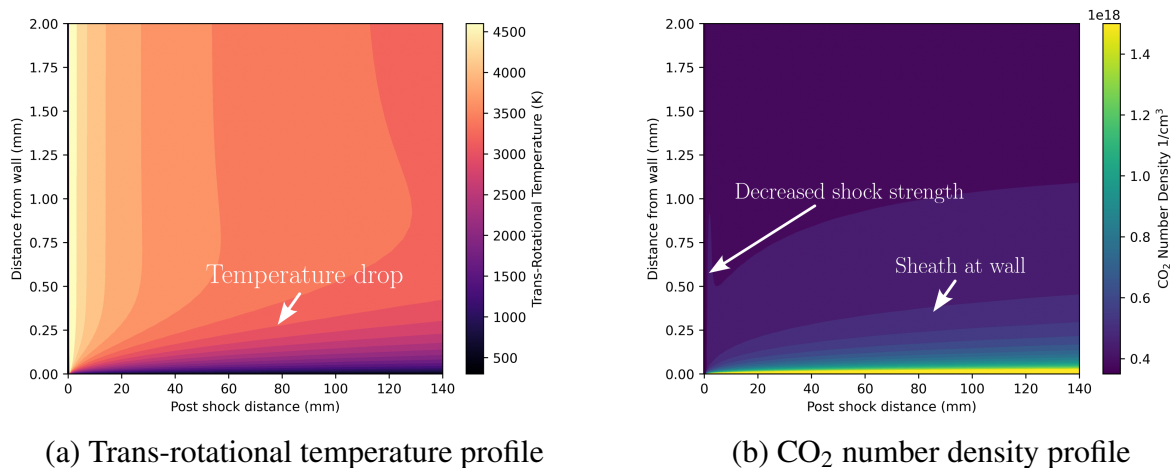 2.00
1.75
1.50
1.25
1.00
0.75
0.50
0.25
0.00
Distance from wall (mm)
Temperature drop
0 20 40 60 80 100 120 140
Post shock distance (mm)
4500
4000
3500
3000
2500
2000
1500
1000
500
Trans-Rotational Temperature (K)
(a) Trans-rotational temperature profile
2.00
1.75
1.50
1.25
1.00
0.75
0.50
0.25
0.00
Distance from wall (mm)
Decreased shock strength
Sheath at wall
0 20 40 60 80 100 120 140
Post shock distance (mm)
1e18
1.4
1.2
1.0
0.8
0.6
0.4
CO₂ Number Density 1/cm³
(b) CO₂ number density profile